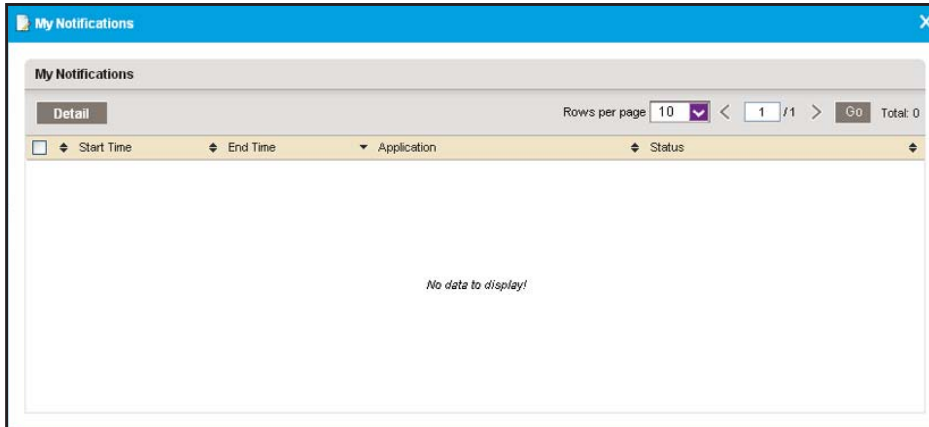 My Notifications
My Notifications
Detail Rows per page 10 1 /1 Go Total: 0
Start Time End Time Application Status
No data to display!